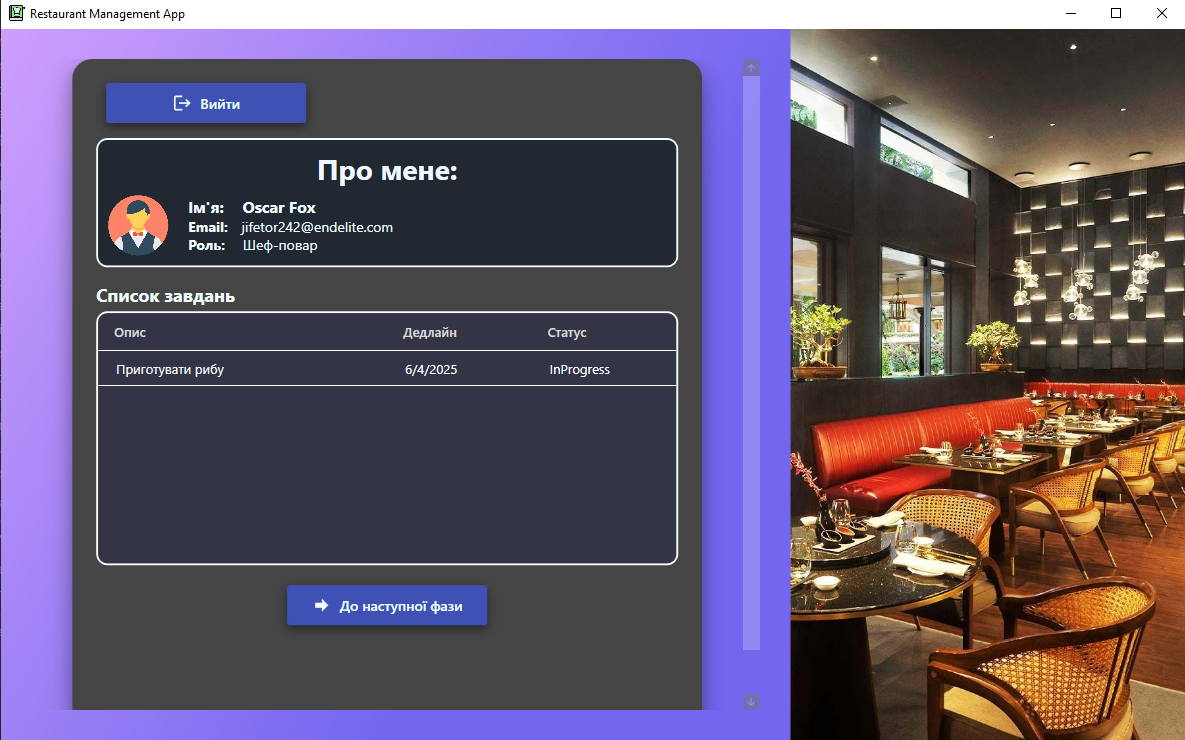 Restaurant Management App
Вийти
Про мене:
Ім'я: Oscar Fox
Email: jifetor242@endelite.com
Роль: Шеф-повар
Список завдань
Опис Дедлайн Статус
Приготувати рибу 6/4/2025 InProgress
До наступної фази